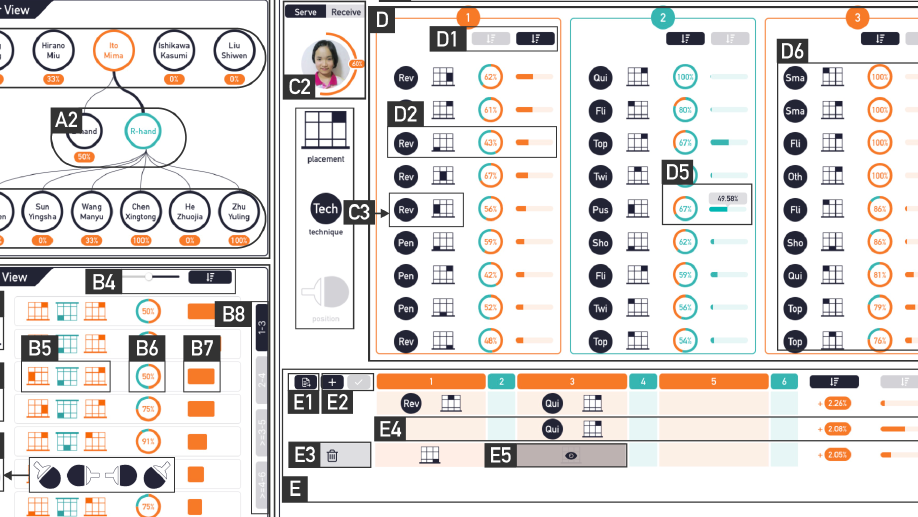 r View
Hirano Miu
33%
Ito Mima
Ishikawa Kasumi
0%
Liu Shiwen
0%
A2
hand
50%
R-hand
en
Sun Yingsha
0%
Wang Manyu
33%
Chen Xingtong
100%
He Zhuojia
0%
Zhu Yuling
100%
View
B4
B8
50%
1-3
B5
B6
B7
50%
2-4
75%
>=3-5
91%
>=4-6
75%
Serve
Receive
60%
C2
placement
Tech
technique
C3
position
D
1
2
3
D1
D6
Rev
62%
Qui
100%
Sma
100%
Rev
61%
Fli
80%
Sma
100%
D2
Rev
43%
Top
67%
Fli
100%
Rev
67%
Twi
Oth
100%
D5
Rev
56%
Pus
67%
49.58%
Fli
86%
Pen
59%
Sho
62%
Sho
86%
Pen
42%
Fli
59%
Qui
81%
Pen
52%
Twi
56%
Top
79%
Rev
48%
Top
54%
Top
76%
E1
E2
1
2
3
4
5
6
Rev
Qui
+ 2.26%
E4
Qui
+ 2.08%
E3
E5
+ 2.05%
E